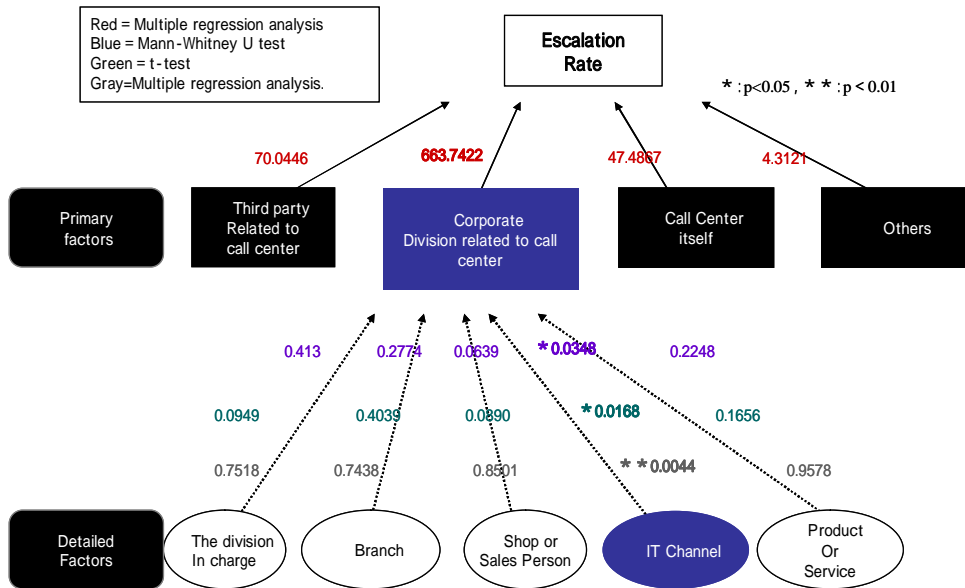 Red = Multiple regression analysis
Blue = Mann-Whitney U test
Green = t-test
Gray=Multiple regression analysis.
Escalation
Rate
*:p<0.05, **:p < 0.01
70.0446
663.7422
47.4867
4.3121
Primary
factors
Third party
Related to
call center
Corporate
Division related to call
center
Call Center
itself
Others
0.413
0.2774
0.0639
*0.0348
0.2248
0.0949
0.4039
0.0890
*0.0168
0.1656
0.7518
0.7438
0.8501
**0.0044
0.9578
Detailed
Factors
The division
In charge
Branch
Shop or
Sales Person
IT Channel
Product
Or
Service